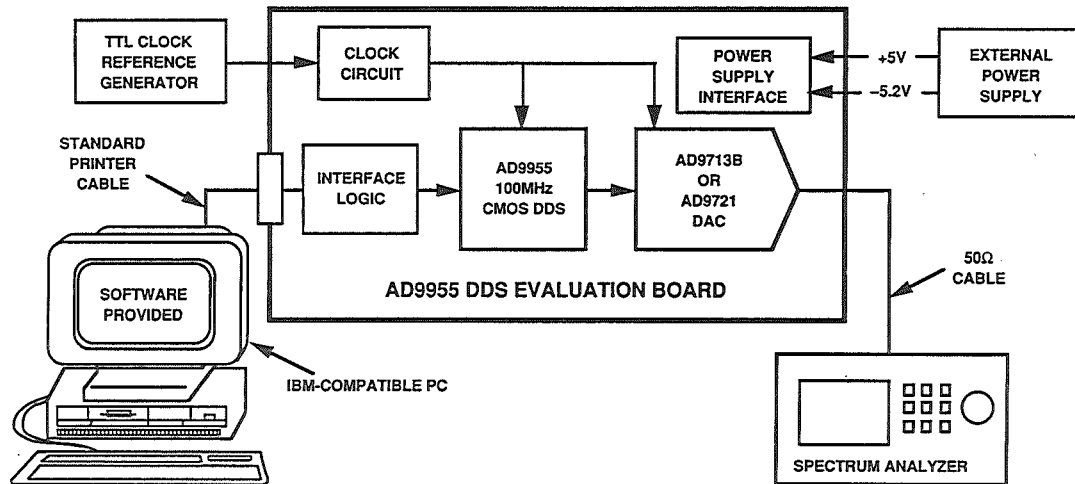 TTL CLOCK
REFERENCE
GENERATOR
CLOCK
CIRCUIT
POWER
SUPPLY
INTERFACE
+5V
–5.2V
EXTERNAL
POWER
SUPPLY
STANDARD
PRINTER
CABLE
INTERFACE
LOGIC
AD9955
100MHz
CMOS DDS
AD9713B
OR
AD9721
DAC
50Ω
CABLE
SOFTWARE
PROVIDED
AD9955 DDS EVALUATION BOARD
IBM-COMPATIBLE PC
SPECTRUM ANALYZER